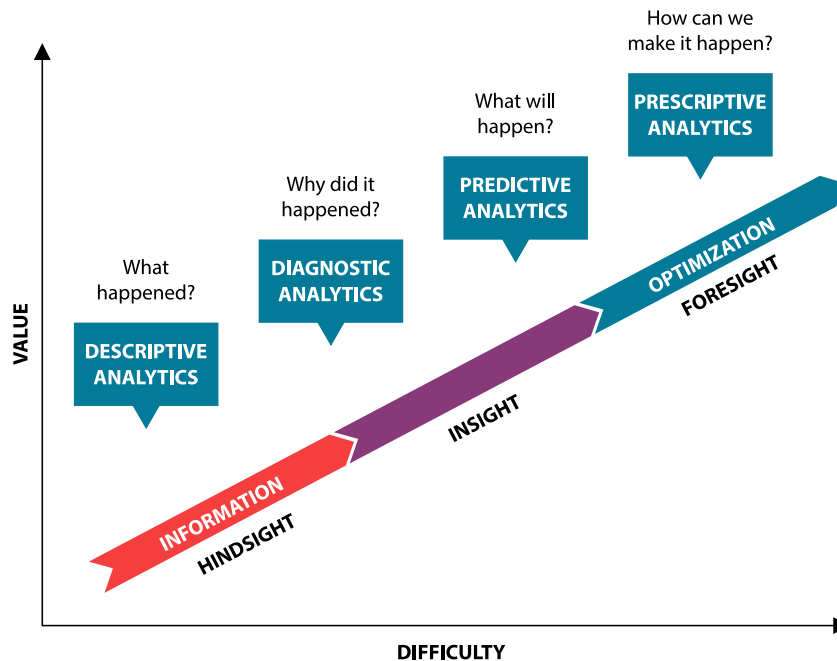 How can we
make it happen?
PRESCRIPTIVE
ANALYTICS
What will
happen?
PREDICTIVE
ANALYTICS
Why did it
happened?
DIAGNOSTIC
ANALYTICS
What
happened?
DESCRIPTIVE
ANALYTICS
OPTIMIZATION
FORESIGHT
INSIGHT
INFORMATION
HINDSIGHT
VALUE
DIFFICULTY